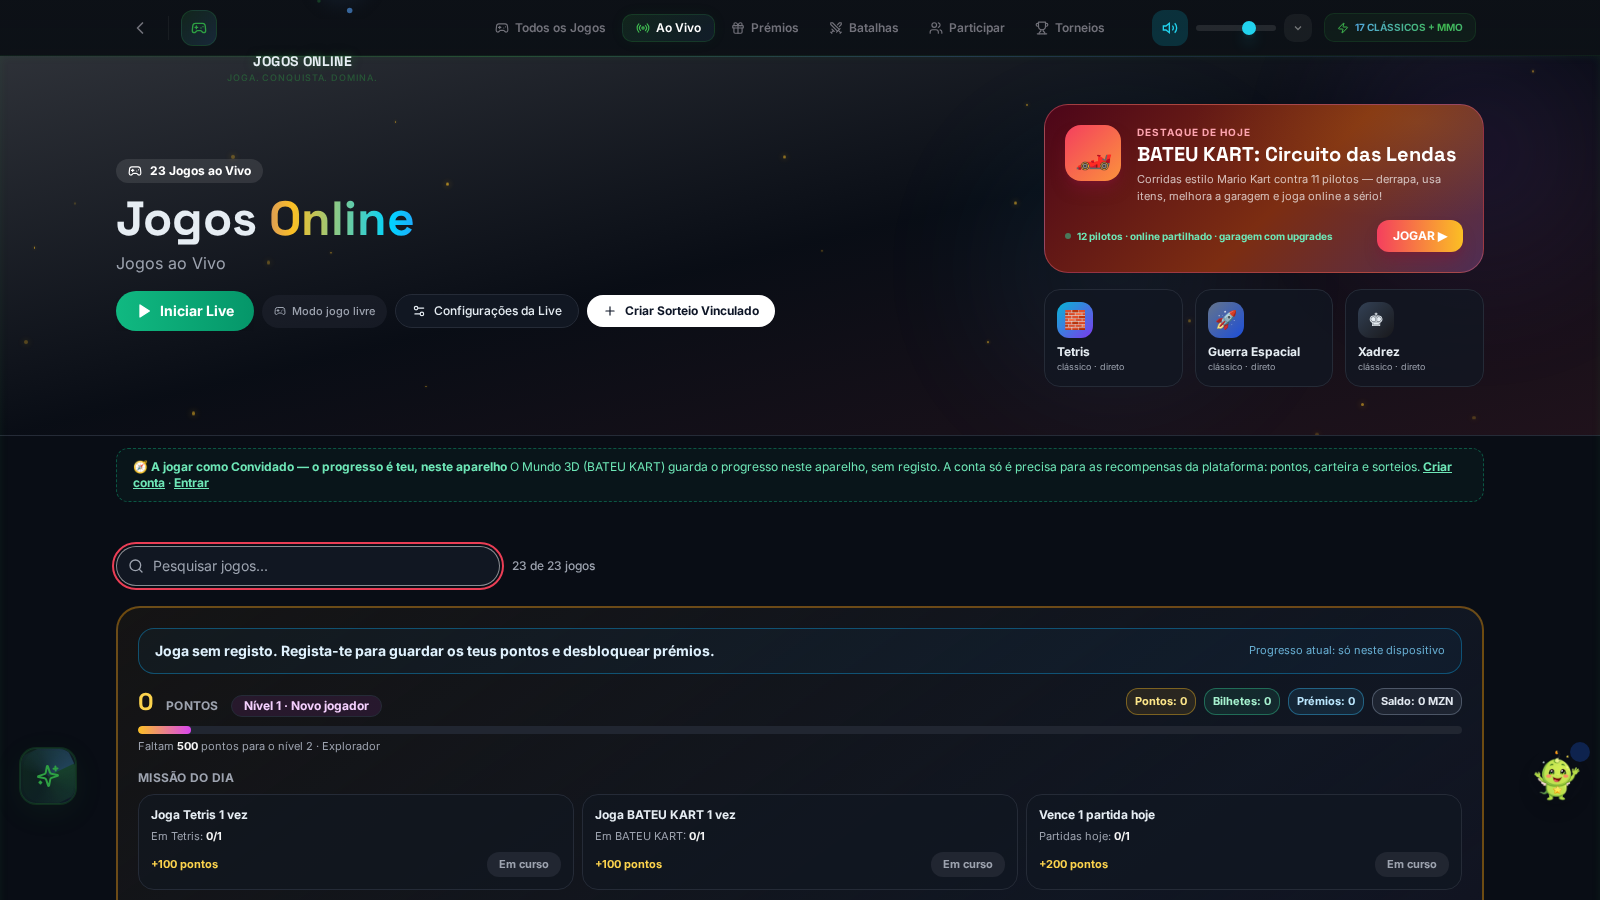 Todos os Jogos
Ao Vivo
Prémios
Batalhas
Participar
Torneios
17 CLÁSSICOS + MMO
JOGOS ONLINE
JOGA. CONQUISTA. DOMINA.
23 Jogos ao Vivo
Jogos Online
Jogos ao Vivo
Iniciar Live
Modo jogo livre
Configurações da Live
Criar Sorteio Vinculado
DESTAQUE DE HOJE
BATEU KART: Circuito das Lendas
Corridas estilo Mario Kart contra 11 pilotos — derrapa, usa
itens, melhora a garagem e joga online a sério!
12 pilotos · online partilhado · garagem com upgrades
JOGAR ▶
Tetris
clássico · direto
Guerra Espacial
clássico · direto
Xadrez
clássico · direto
🧭 A jogar como Convidado — o progresso é teu, neste aparelho O Mundo 3D (BATEU KART) guarda o progresso neste aparelho, sem registo. A conta só é precisa para as recompensas da plataforma: pontos, carteira e sorteios. Criar
conta · Entrar
Pesquisar jogos...
23 de 23 jogos
Joga sem registo. Regista-te para guardar os teus pontos e desbloquear prémios.
Progresso atual: só neste dispositivo
0 PONTOS
Nível 1 · Novo jogador
Pontos: 0
Bilhetes: 0
Prémios: 0
Saldo: 0 MZN
Faltam 500 pontos para o nível 2 · Explorador
MISSÃO DO DIA
Joga Tetris 1 vez
Em Tetris: 0/1
+100 pontos
Em curso
Joga BATEU KART 1 vez
Em BATEU KART: 0/1
+100 pontos
Em curso
Vence 1 partida hoje
Partidas hoje: 0/1
+200 pontos
Em curso